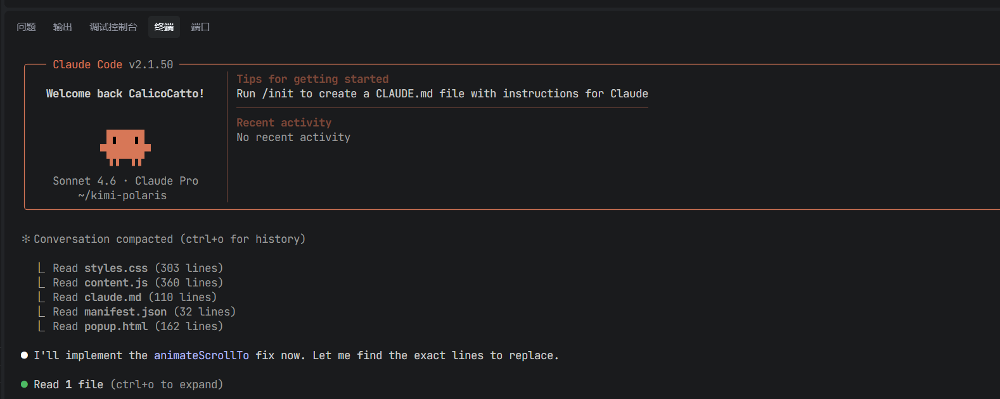 问题 输出 调试控制台 终端 端口
Claude Code v2.1.50
Welcome back CalicoCatto!
Sonnet 4.6 · Claude Pro
~/kimi-polaris
Tips for getting started
Run /init to create a CLAUDE.md file with instructions for Claude
Recent activity
No recent activity
✻ Conversation compacted (ctrl+o for history)
⎿ Read styles.css (303 lines)
⎿ Read content.js (360 lines)
⎿ Read claude.md (110 lines)
⎿ Read manifest.json (32 lines)
⎿ Read popup.html (162 lines)
● I'll implement the animateScrollTo fix now. Let me find the exact lines to replace.
● Read 1 file (ctrl+o to expand)